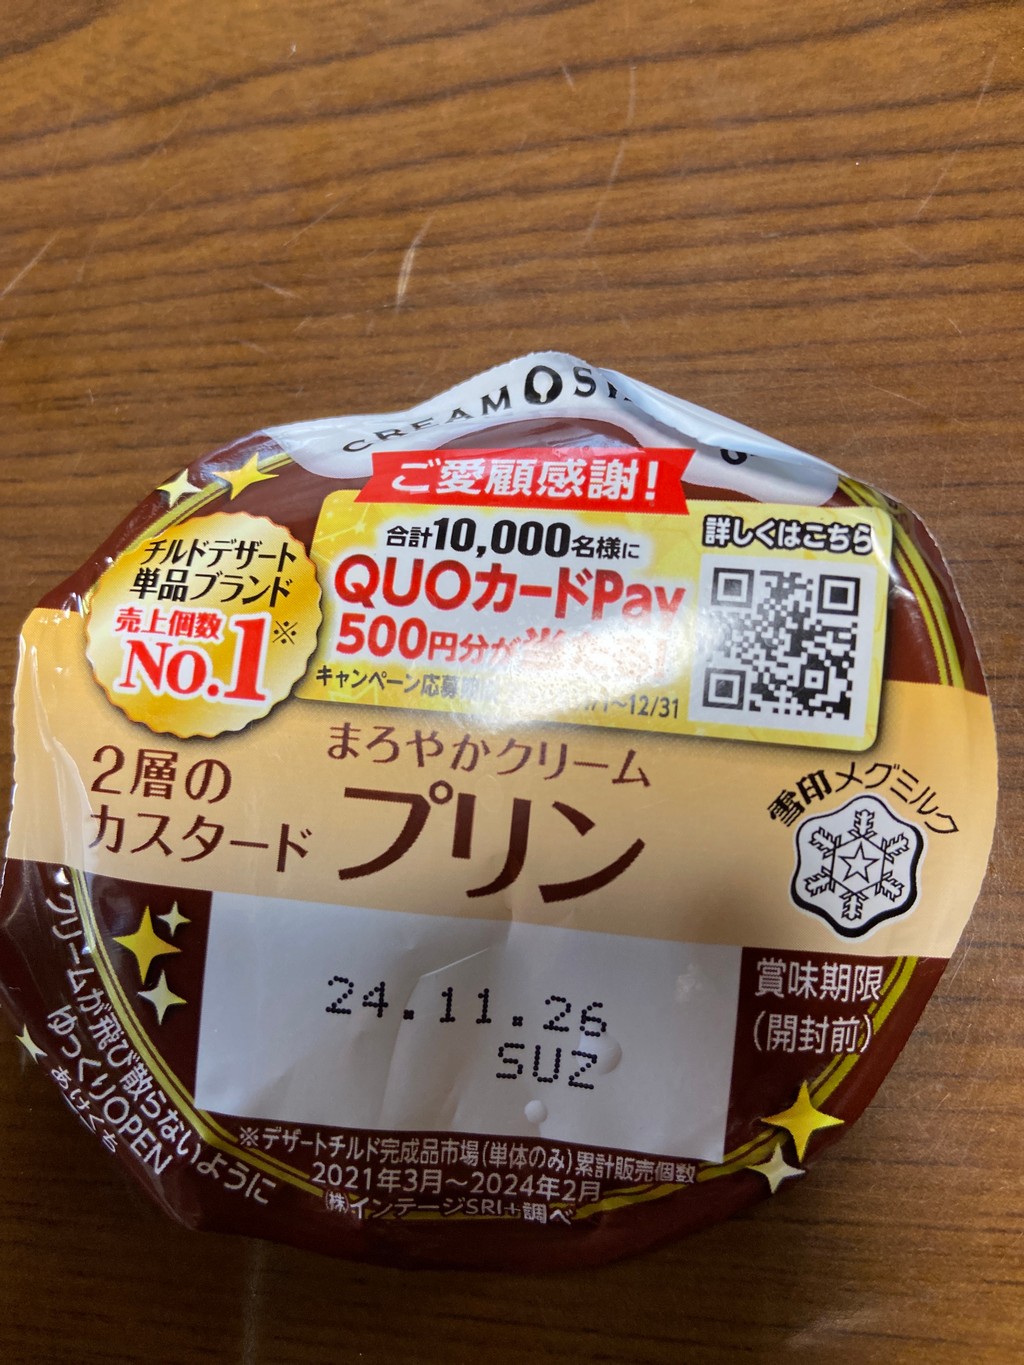 CREAM
ご愛顧感謝!
チルドデザート
単品ブランド
売上個数
No.1※
合計10,000名様に
QUOカードPay
500円分が
キャンペーン応募
~12/31
詳しくはこちら
2層の
カスタード
まろやかクリーム
プリン
雪印メグミルク
24.11.26
SUZ
賞味期限
(開封前)
クリームが飛び散らないように
ゆっくりOPEN
あけくち
※デザートチルド完成品市場(単体のみ)累計販売個数
2021年3月~2024年2月
㈱インテージSRI+調べ